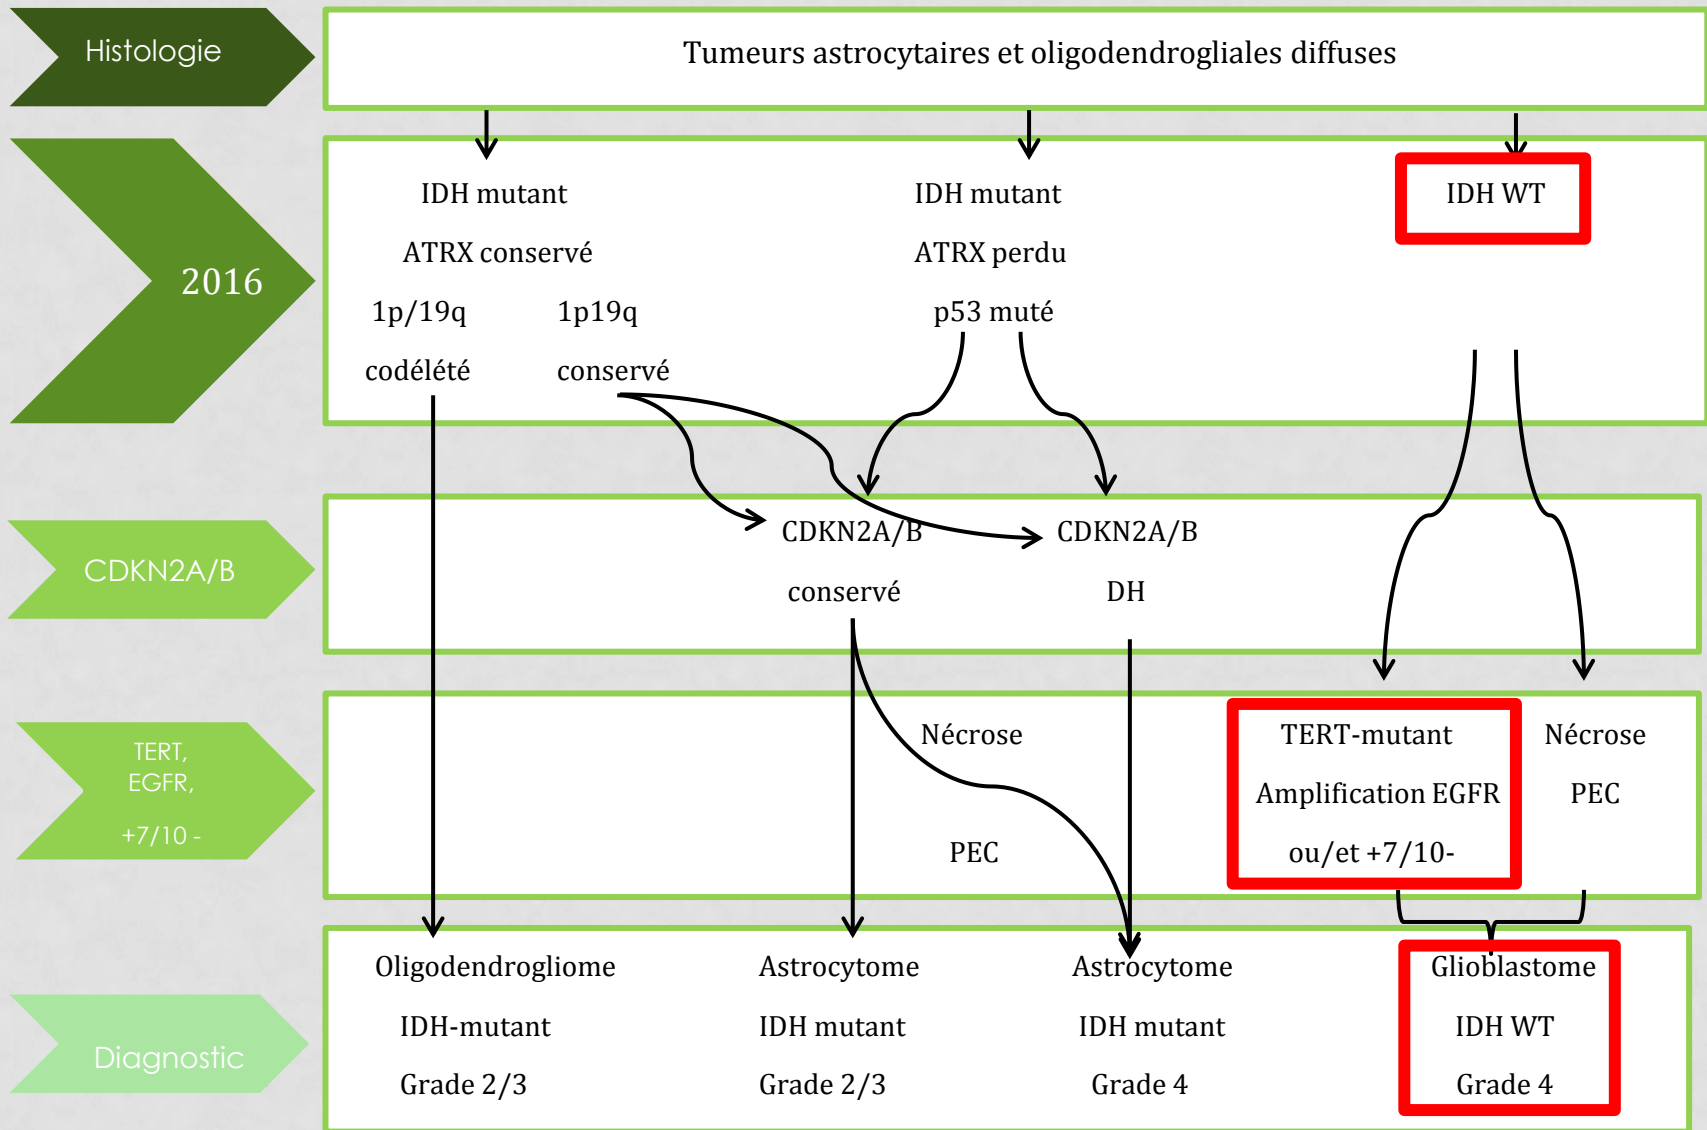 Histologie
Tumeurs astrocytaires et oligodendrogliales diffuses
2016
IDH mutant
ATRX conservé
1p/19q
codélété
1p19q
conservé
IDH mutant
ATRX perdu
p53 muté
IDH WT
CDKN2A/B
CDKN2A/B
conservé
CDKN2A/B
DH
TERT,
EGFR,
+7/10 -
Nécrose
PEC
TERT-mutant
Amplification EGFR
ou/et +7/10-
Nécrose
PEC
Diagnostic
Oligodendrogliome
IDH-mutant
Grade 2/3
Astrocytome
IDH mutant
Grade 2/3
Astrocytome
IDH mutant
Grade 4
Glioblastome
IDH WT
Grade 4